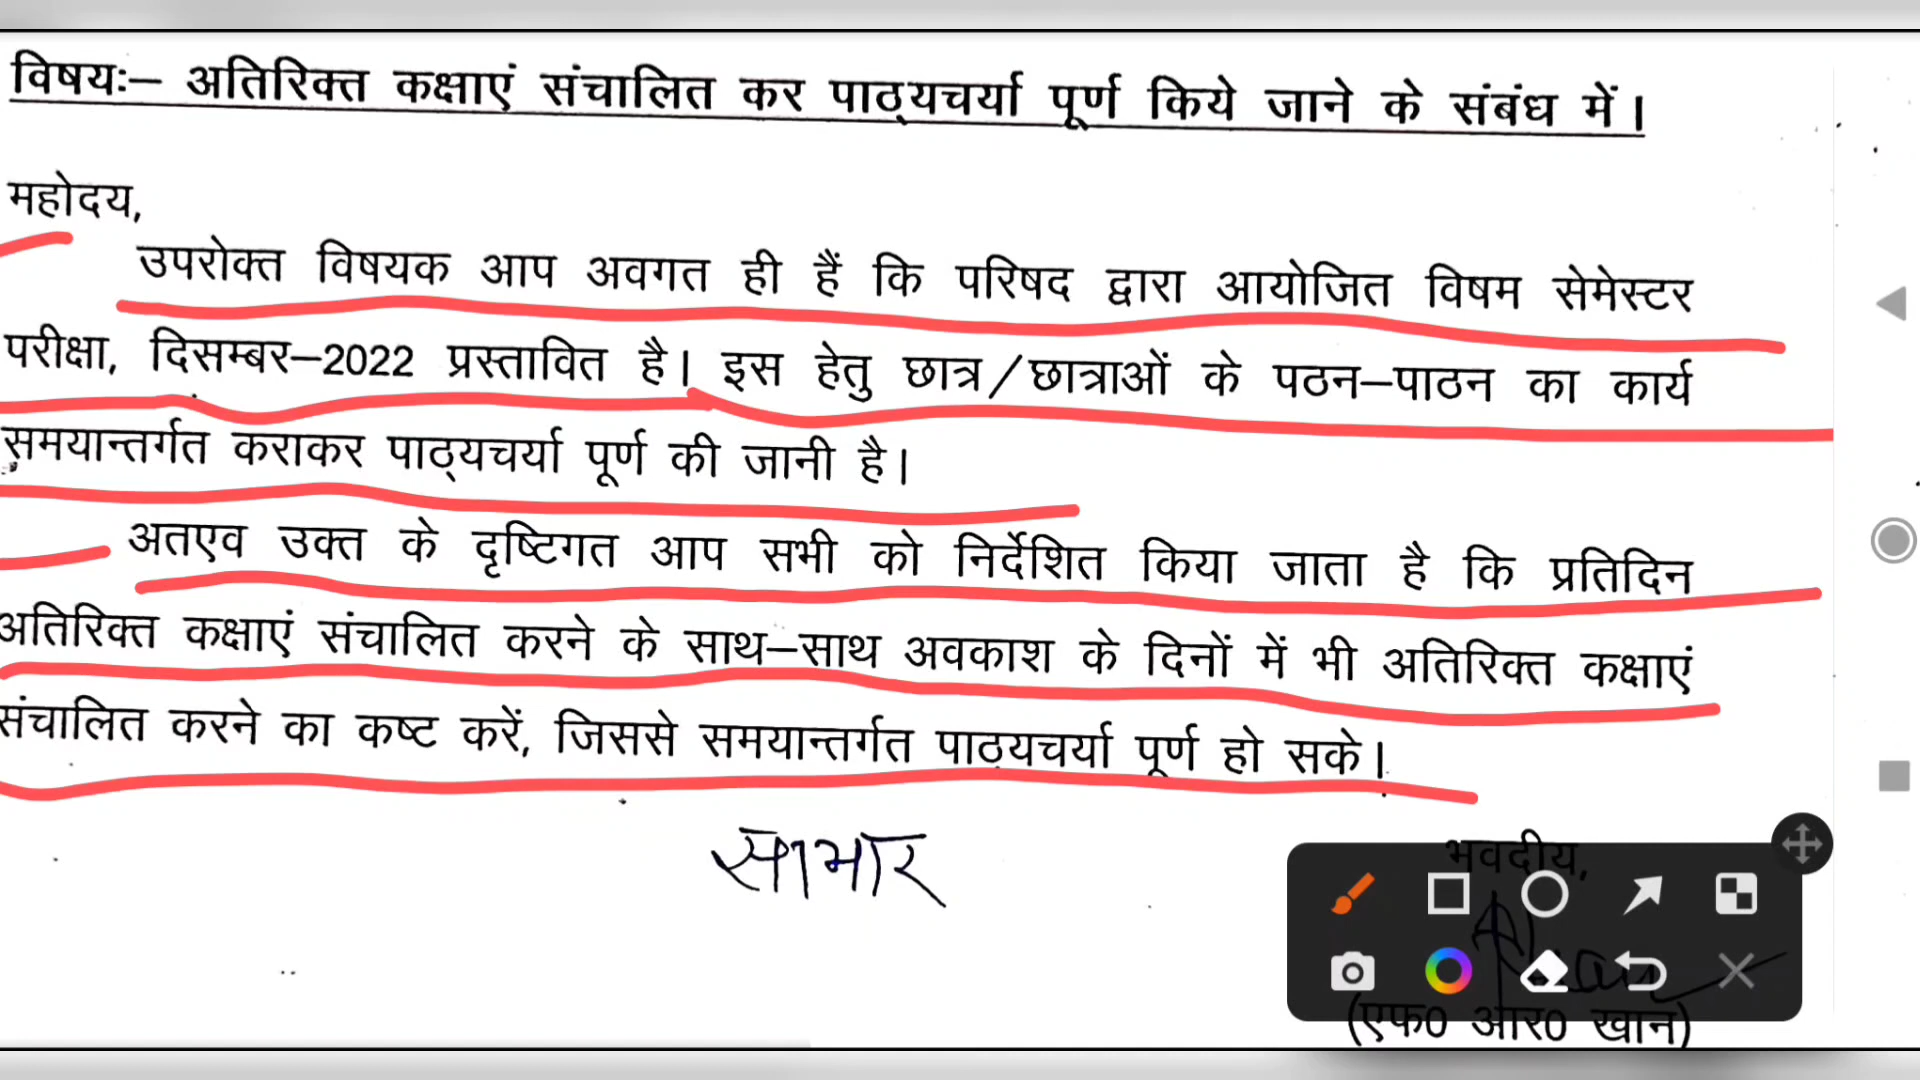 विषयः– अतिरिक्त कक्षाएं संचालित कर पाठ्यचर्या पूर्ण किये जाने के संबंध में।
महोदय,
उपरोक्त विषयक आप अवगत ही हैं कि परिषद द्वारा आयोजित विषम सेमेस्टर
परीक्षा, दिसम्बर–2022 प्रस्तावित है। इस हेतु छात्र/छात्राओं के पठन–पाठन का कार्य
समयान्तर्गत कराकर पाठ्यचर्या पूर्ण की जानी है।
अतएव उक्त के दृष्टिगत आप सभी को निर्देशित किया जाता है कि प्रतिदिन
अतिरिक्त कक्षाएं संचालित करने के साथ–साथ अवकाश के दिनों में भी अतिरिक्त कक्षाएं
संचालित करने का कष्ट करें, जिससे समयान्तर्गत पाठ्यचर्या पूर्ण हो सके।
साभार
भवदीय,
(एफ0 आर0 खान)